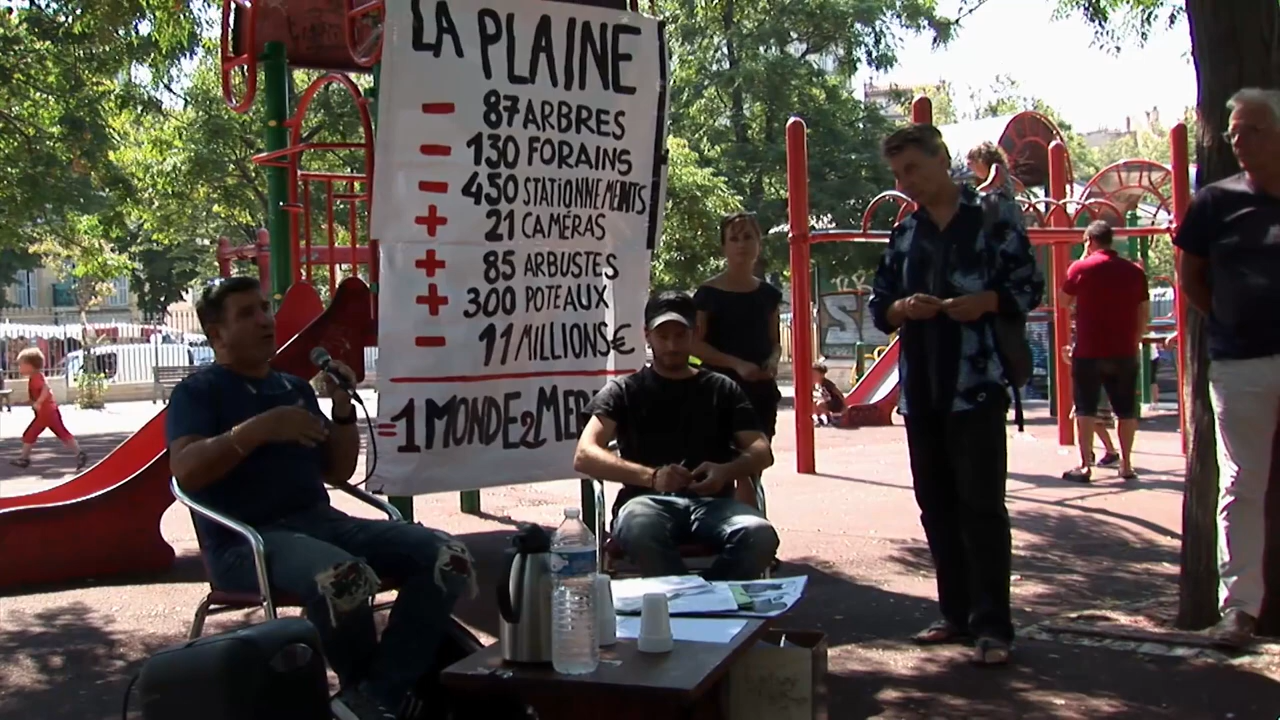 LA PLAINE
- 87 ARBRES
- 130 FORAINS
- 450 STATIONNEMENTS
+ 21 CAMÉRAS
+ 85 ARBUSTES
+ 300 POTEAUX
- 11 MILLIONS €
= 1 MONDE 2 MER